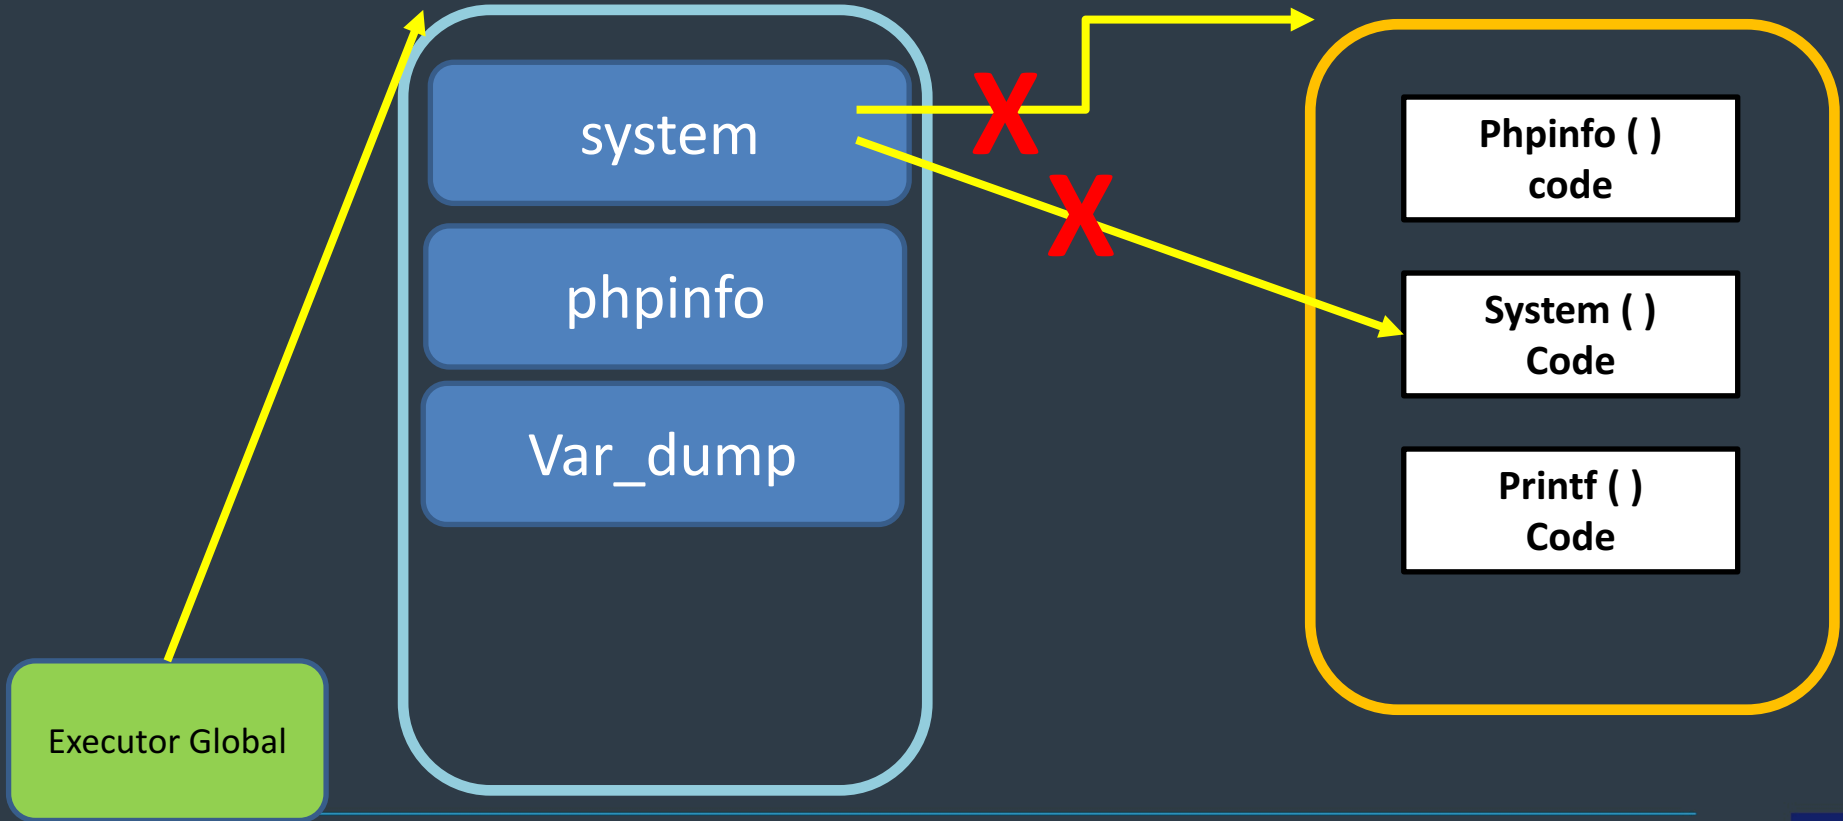 system
phpinfo
Var_dump
Executor Global
X
X
Phpinfo ( )
code
System ( )
Code
Printf ( )
Code